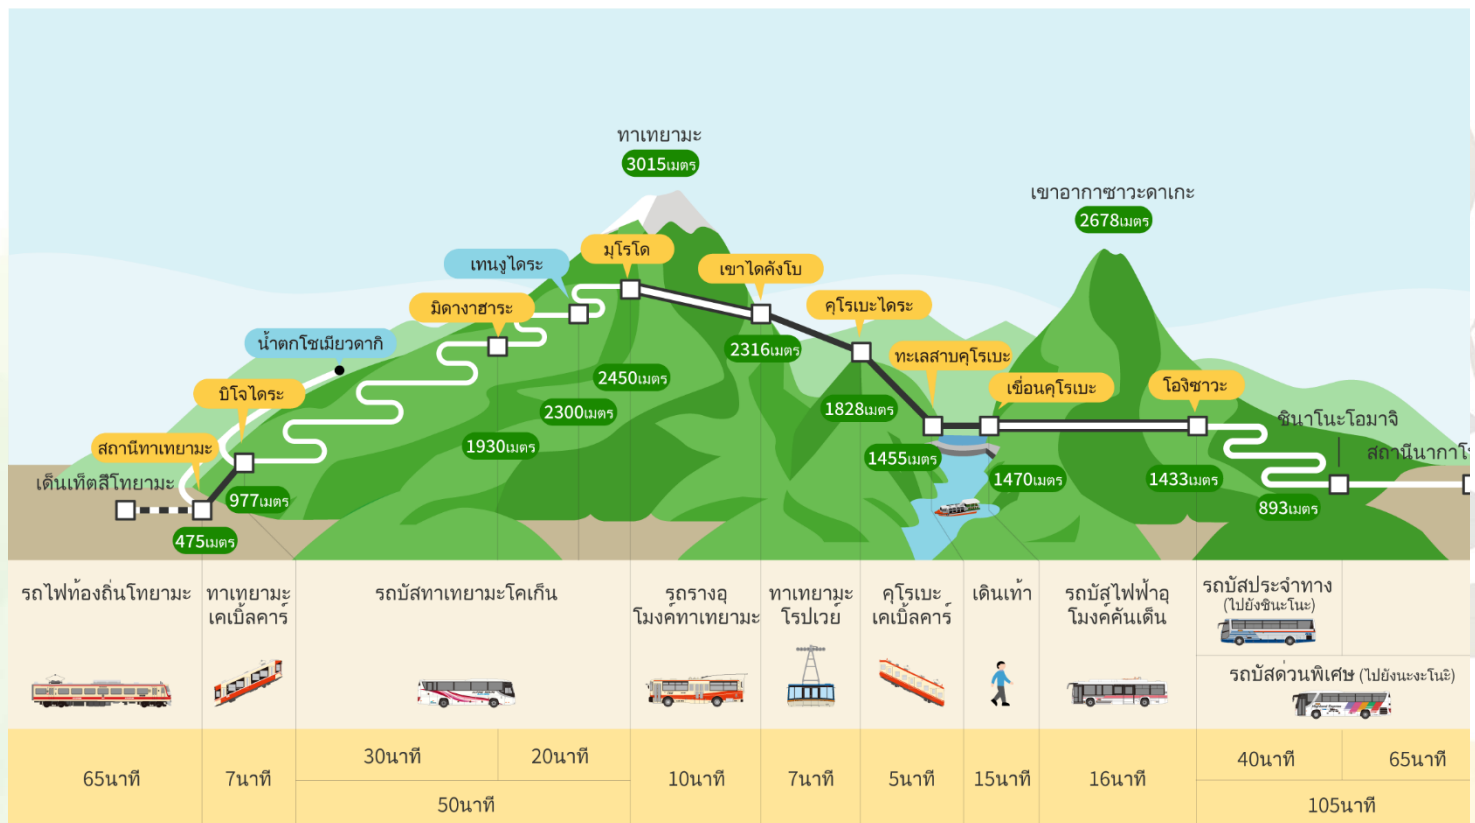 ทาเทยามะ
3015เมตร
เขาอากาซาวะดาเกะ
2678เมตร
มุโรโด
เทนงูไดระ
เขาไดคังโบ
มิดางาฮาระ
คุโรเบะไดระ
น้ำตกโชเมียวดากิ
2316เมตร
ทะเลสาบคุโรเบะ
2450เมตร
บิโจไดระ
เขื่อนคุโรเบะ
โองิซาวะ
2300เมตร
1828เมตร
ชินาโนะโอมาจิ
สถานีทาเทยามะ
1930เมตร
1455เมตร
สถานีนากาโ
เด็นเท็ตสึโทยามะ
1470เมตร
1433เมตร
977เมตร
893เมตร
475เมตร
รถไฟท้องถิ่นโทยามะ
ทาเทยามะ
เคเบิ้ลคาร์
รถบัสทาเทยามะโคเก็น
รถรางอุ
โมงค์ทาเทยามะ
ทาเทยามะ
โรปเวย์
คุโรเบะ
เคเบิ้ลคาร์
เดินเท้า
รถบัสไฟฟ้าอุ
โมงค์คันเด็น
รถบัสประจำทาง
(ไปยังชินะโนะ)
รถบัสด่วนพิเศษ (ไปยังนะงะโนะ)
65นาที
7นาที
30นาที
20นาที
50นาที
10นาที
7นาที
5นาที
15นาที
16นาที
40นาที
65นาที
105นาที